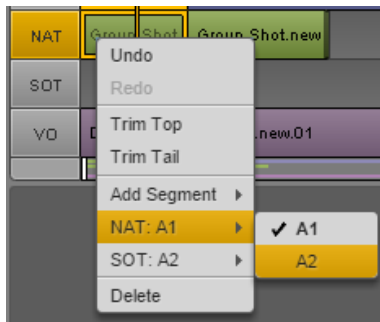 NAT Group Shot Group Shot.new
Undo
SOT Redo
Trim Top
VO D .new.01
Trim Tail
Add Segment
NAT: A1 ✓ A1
SOT: A2 A2
Delete